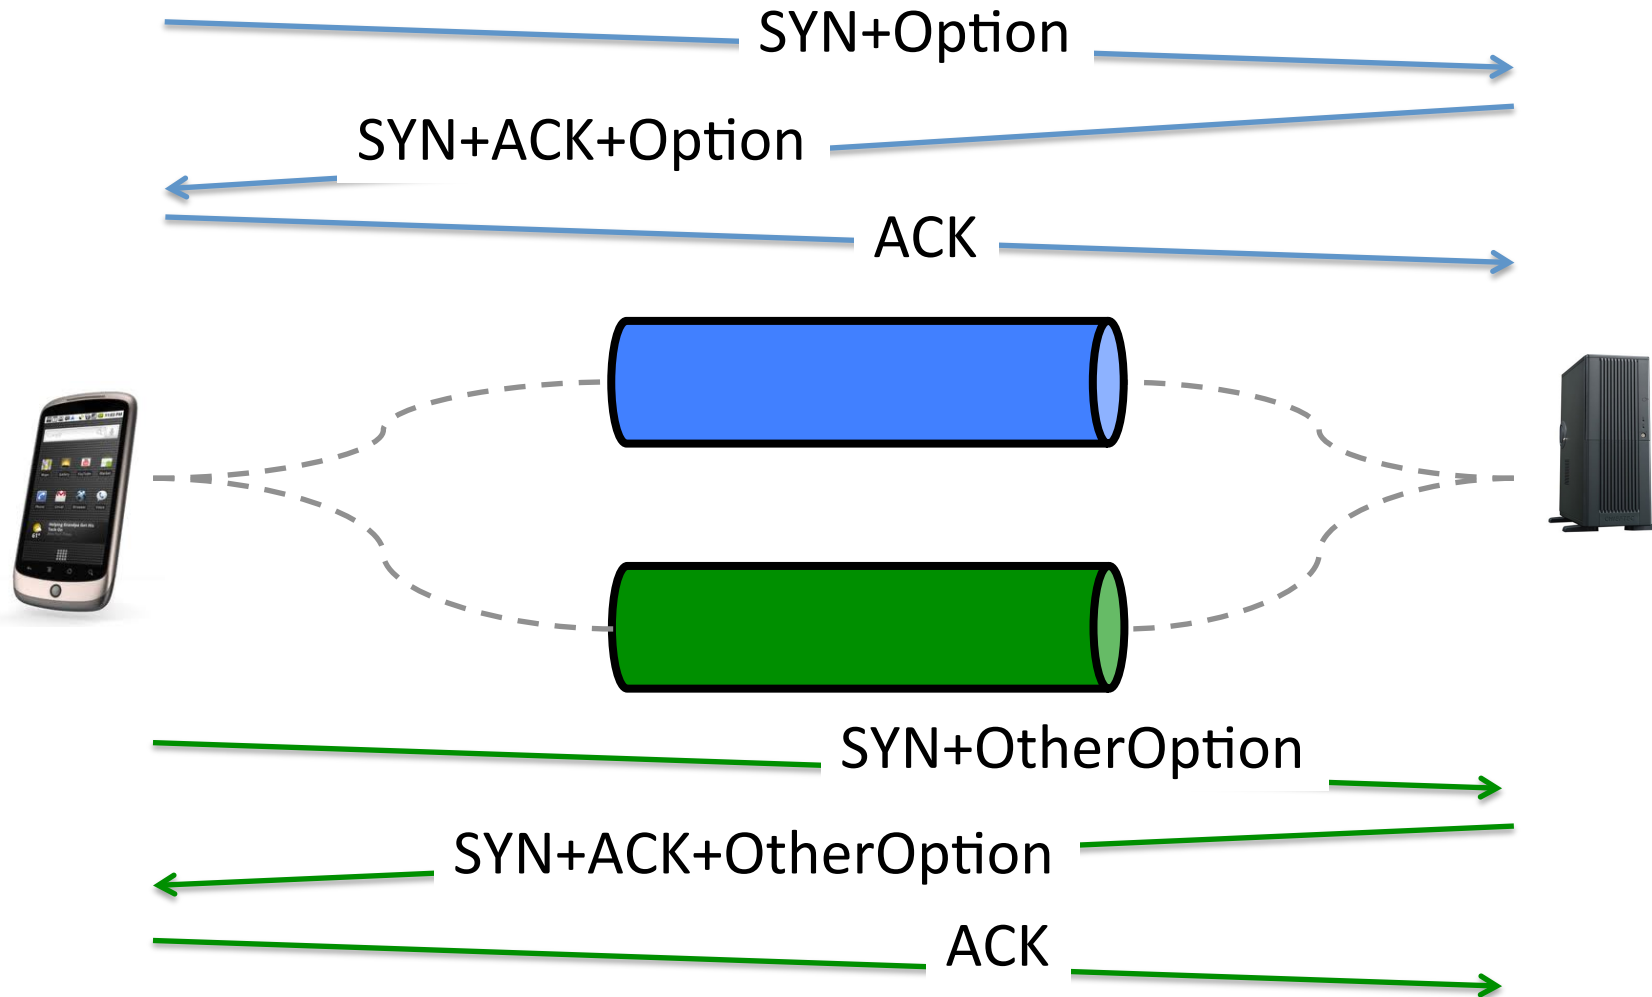 SYN+Option
SYN+ACK+Option
ACK
SYN+OtherOption
SYN+ACK+OtherOption
ACK